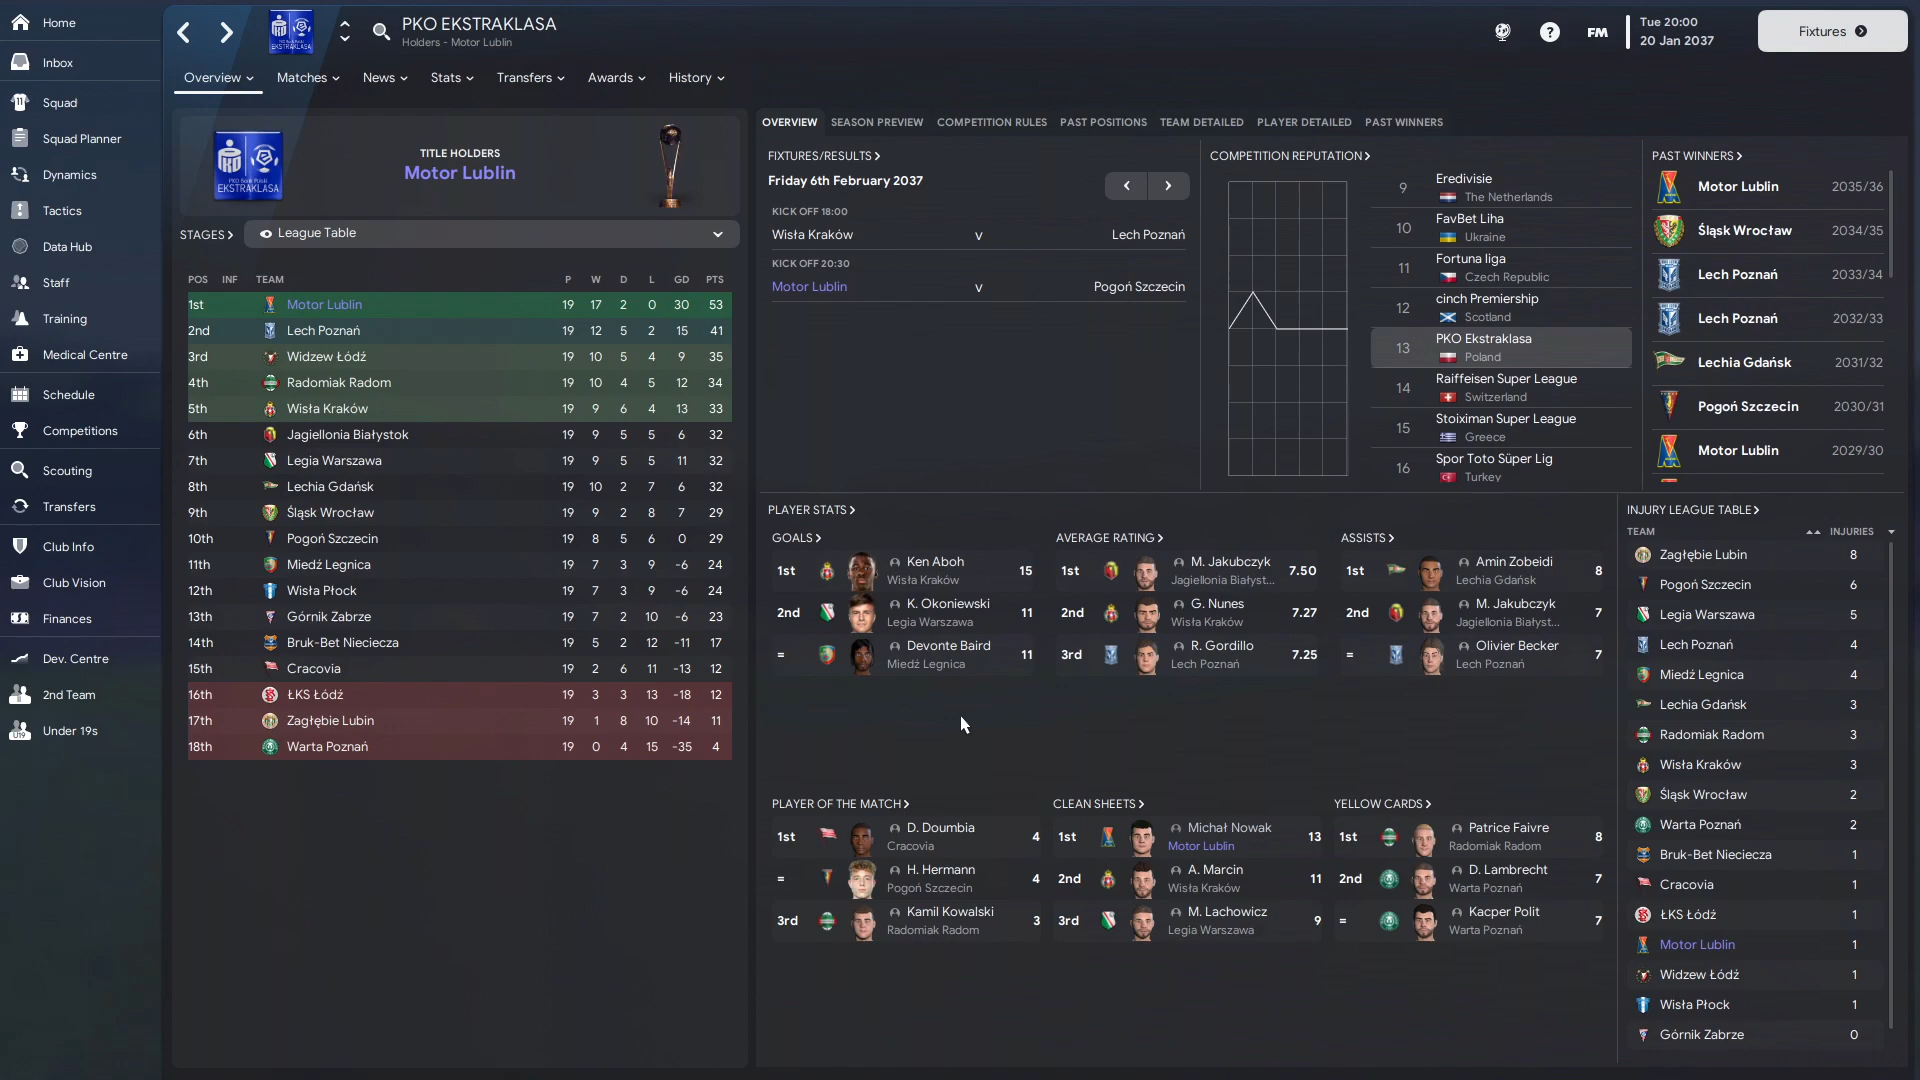 Home
Inbox
Squad
Squad Planner
Dynamics
Tactics
Data Hub
Staff
Training
Medical Centre
Schedule
Competitions
Scouting
Transfers
Club Info
Club Vision
Finances
Dev. Centre
2nd Team
Under 19s
PKO EKSTRAKLASA
Holders - Motor Lublin
FM
Tue 20:00
20 Jan 2037
Fixtures
Overview Matches News Stats Transfers Awards History
TITLE HOLDERS
Motor Lublin
STAGES League Table
POS INF TEAM P W D L GD PTS
1st Motor Lublin 19 17 2 0 30 53
2nd Lech Poznań 19 12 5 2 15 41
3rd Widzew Łódź 19 10 5 4 9 35
4th Radomiak Radom 19 10 4 5 12 34
5th Wisła Kraków 19 9 6 4 13 33
6th Jagiellonia Białystok 19 9 5 5 6 32
7th Legia Warszawa 19 9 5 5 11 32
8th Lechia Gdańsk 19 10 2 7 6 32
9th Śląsk Wrocław 19 9 2 8 7 29
10th Pogoń Szczecin 19 8 5 6 0 29
11th Miedź Legnica 19 7 3 9 -6 24
12th Wisła Płock 19 7 3 9 -6 24
13th Górnik Zabrze 19 7 2 10 -6 23
14th Bruk-Bet Nieciecza 19 5 2 12 -11 17
15th Cracovia 19 2 6 11 -13 12
16th ŁKS Łódź 19 3 3 13 -18 12
17th Zagłębie Lubin 19 1 8 10 -14 11
18th Warta Poznań 19 0 4 15 -35 4
OVERVIEW SEASON PREVIEW COMPETITION RULES PAST POSITIONS TEAM DETAILED PLAYER DETAILED PAST WINNERS
FIXTURES/RESULTS
Friday 6th February 2037
KICK OFF 18:00
Wisła Kraków v Lech Poznań
KICK OFF 20:30
Motor Lublin v Pogoń Szczecin
COMPETITION REPUTATION
9 Eredivisie
The Netherlands
10 FavBet Liha
Ukraine
11 Fortuna liga
Czech Republic
12 cinch Premiership
Scotland
13 PKO Ekstraklasa
Poland
14 Raiffeisen Super League
Switzerland
15 Stoiximan Super League
Greece
16 Spor Toto Süper Lig
Turkey
PAST WINNERS
Motor Lublin 2035/36
Śląsk Wrocław 2034/35
Lech Poznań 2033/34
Lech Poznań 2032/33
Lechia Gdańsk 2031/32
Pogoń Szczecin 2030/31
Motor Lublin 2029/30
PLAYER STATS
GOALS
1st Ken Aboh 15
Wisła Kraków
2nd K. Okoniewski 11
Legia Warszawa
= Devonte Baird 11
Miedź Legnica
AVERAGE RATING
1st M. Jakubczyk 7.50
Jagiellonia Białyst...
2nd G. Nunes 7.27
Wisła Kraków
3rd R. Gordillo 7.25
Lech Poznań
ASSISTS
1st Amin Zobeidi 8
Lechia Gdańsk
2nd M. Jakubczyk 7
Jagiellonia Białyst...
= Olivier Becker 7
Lech Poznań
PLAYER OF THE MATCH
1st D. Doumbia 4
Cracovia
= H. Hermann 4
Pogoń Szczecin
3rd Kamil Kowalski 3
Radomiak Radom
CLEAN SHEETS
1st Michał Nowak 13
Motor Lublin
2nd A. Marcin 11
Wisła Kraków
3rd M. Lachowicz 9
Legia Warszawa
YELLOW CARDS
1st Patrice Faivre 8
Radomiak Radom
2nd D. Lambrecht 7
Warta Poznań
= Kacper Polit 7
Warta Poznań
INJURY LEAGUE TABLE
TEAM INJURIES
Zagłębie Lubin 8
Pogoń Szczecin 6
Legia Warszawa 5
Lech Poznań 4
Miedź Legnica 4
Lechia Gdańsk 3
Radomiak Radom 3
Wisła Kraków 3
Śląsk Wrocław 2
Warta Poznań 2
Bruk-Bet Nieciecza 1
Cracovia 1
ŁKS Łódź 1
Motor Lublin 1
Widzew Łódź 1
Wisła Płock 1
Górnik Zabrze 0